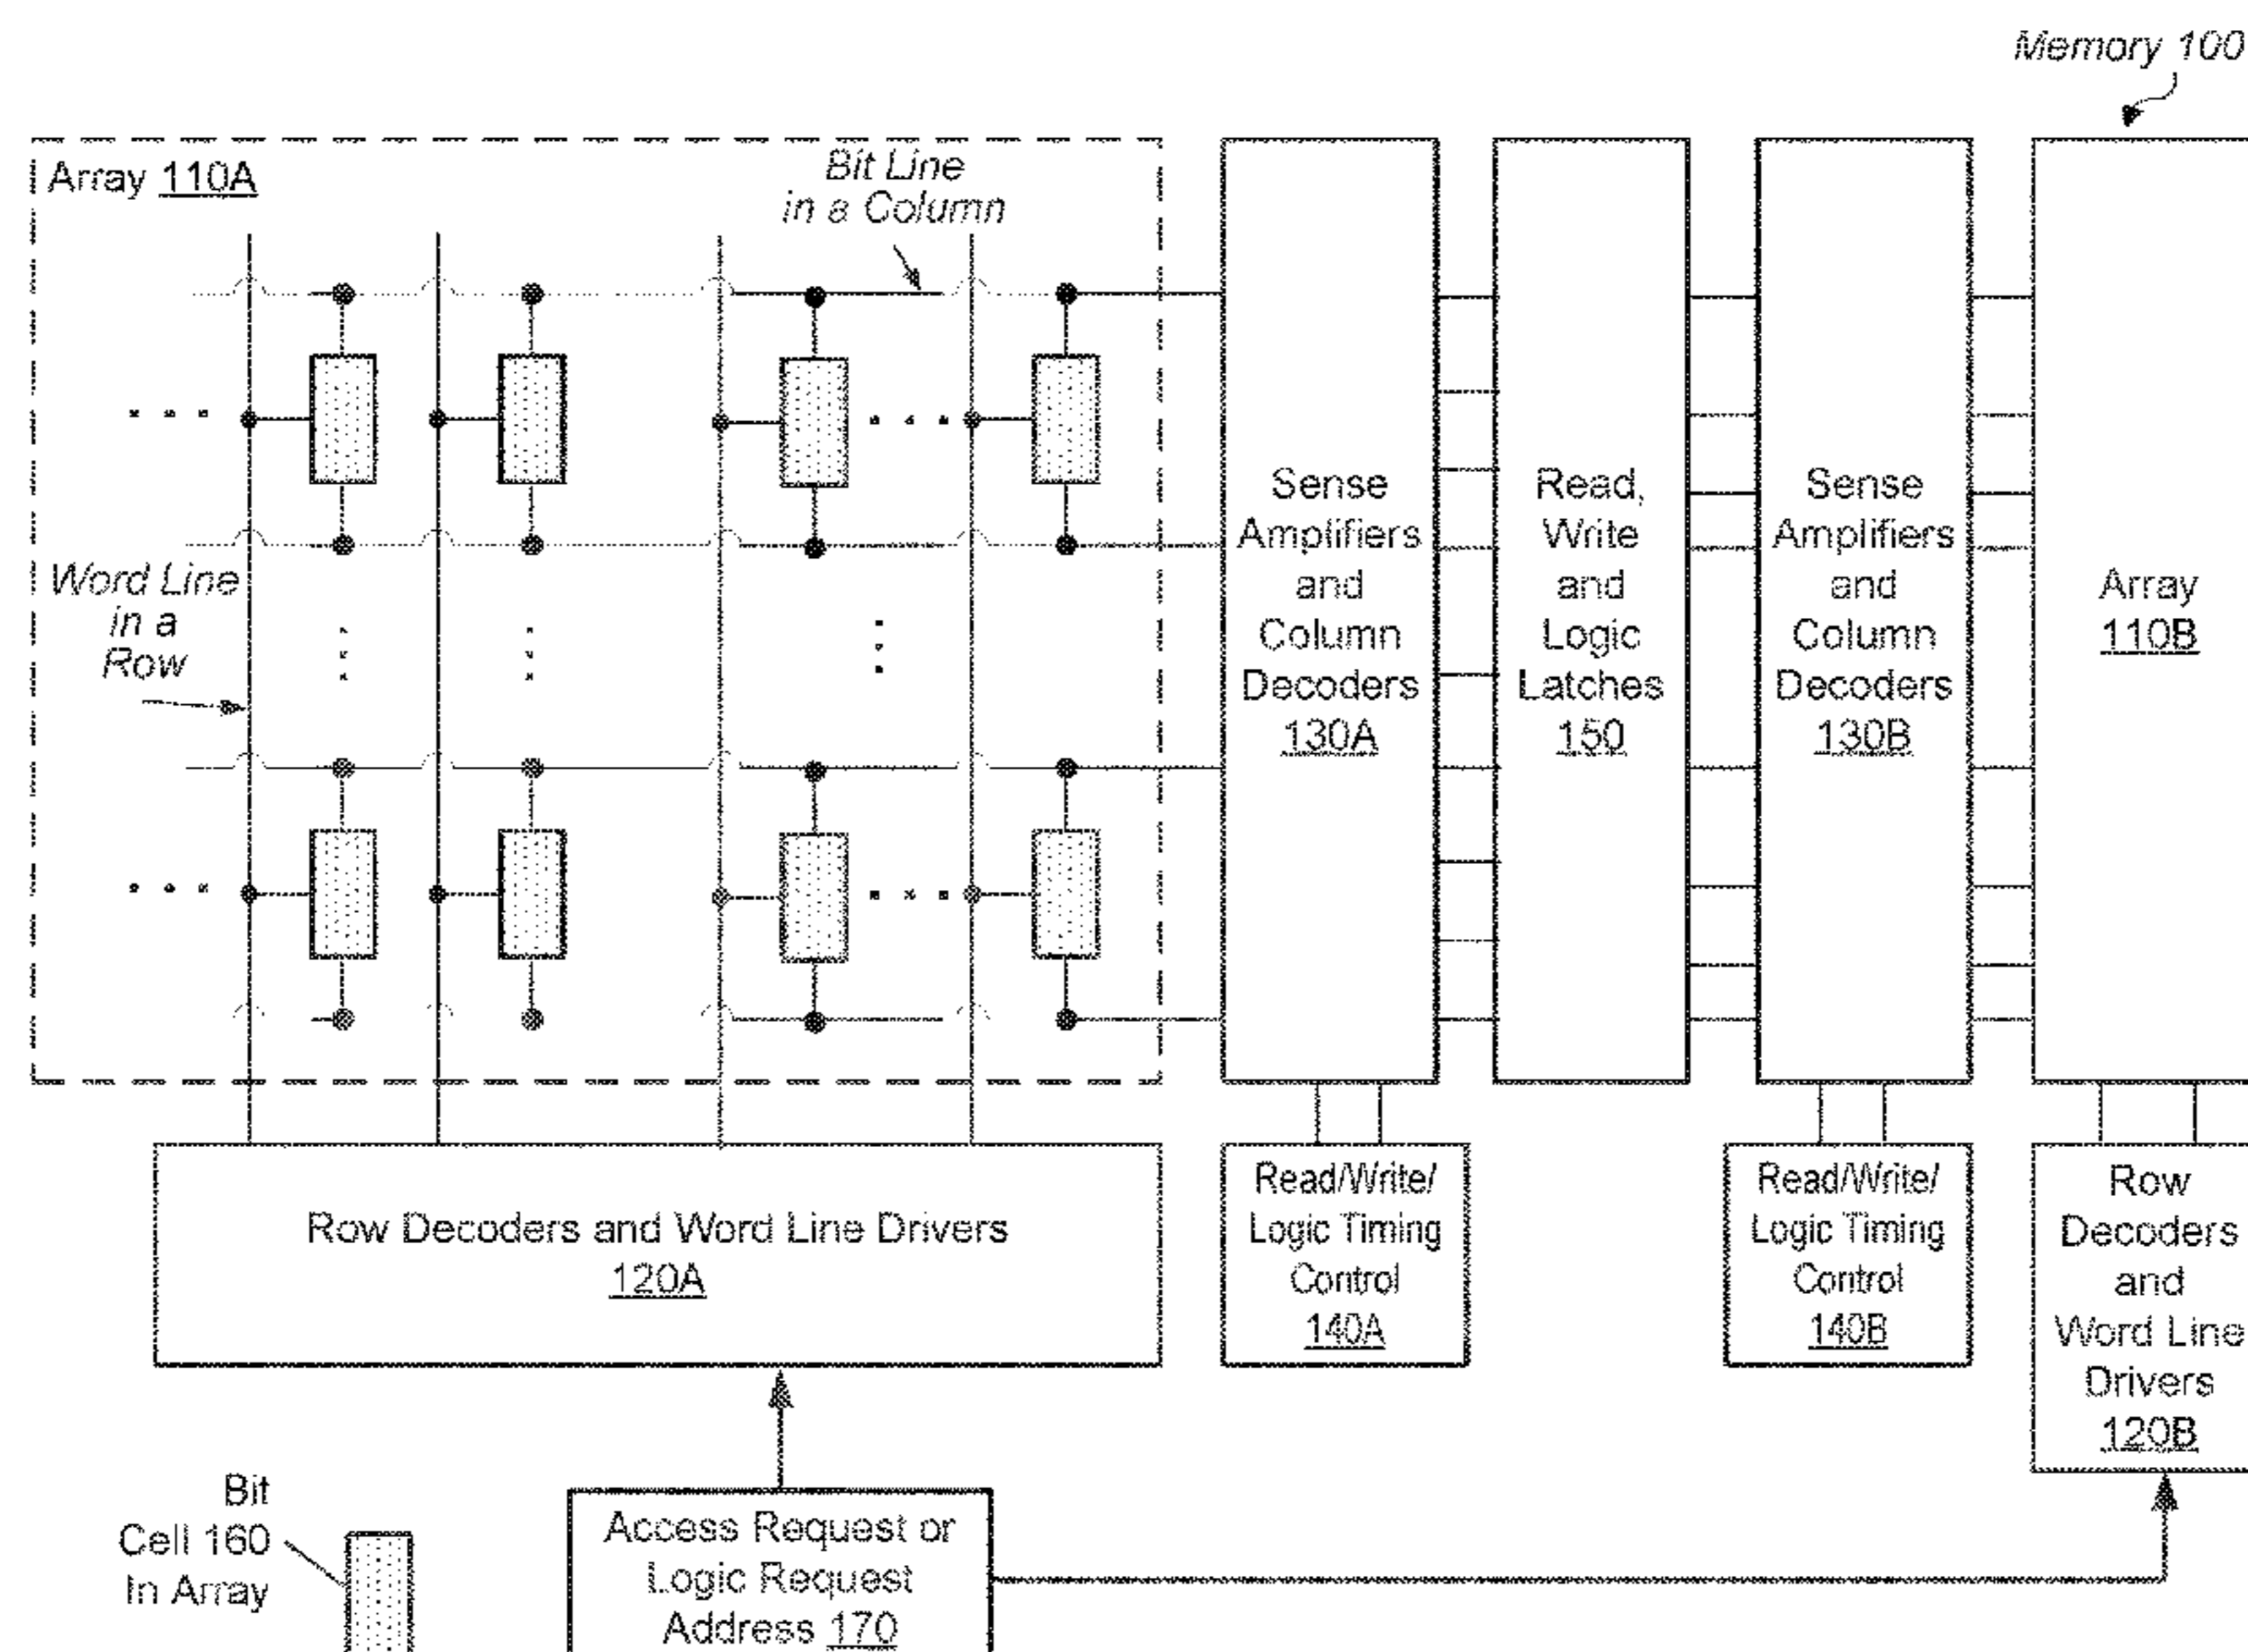 Memory 100
Array 110A
Bit Line
in a Column
Word Line
in a
Row
Sense
Amplifiers
and
Column
Decoders
130A
Read,
Write
and
Logic
Latches
150
Sense
Amplifiers
and
Column
Decoders
130B
Array
110B
Row Decoders and Word Line Drivers
120A
Read/Write/
Logic Timing
Control
140A
Read/Write/
Logic Timing
Control
140B
Row
Decoders
and
Word Line
Drivers
120B
Bit
Cell 160
In Array
Access Request or
Logic Request
Address 170